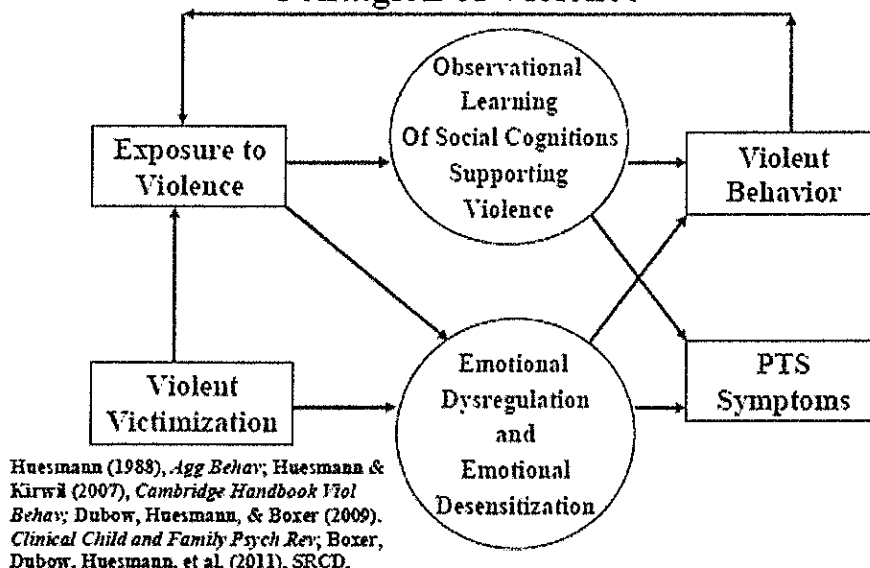 Exposure to
Violence
Observational
Learning
Of Social Cognitions
Supporting
Violence
Violent
Behavior
Violent
Victimization
Emotional
Dysregulation
and
Emotional
Desensitization
PTS
Symptoms
Huesmann (1988), Agg Behav; Huesmann &
Kirwil (2007), Cambridge Handbook Viol
Behav; Dubow, Huesmann, & Boxer (2009).
Clinical Child and Family Psych Rev; Boxer,
Dubow, Huesmann, et al. (2011), SRCD.